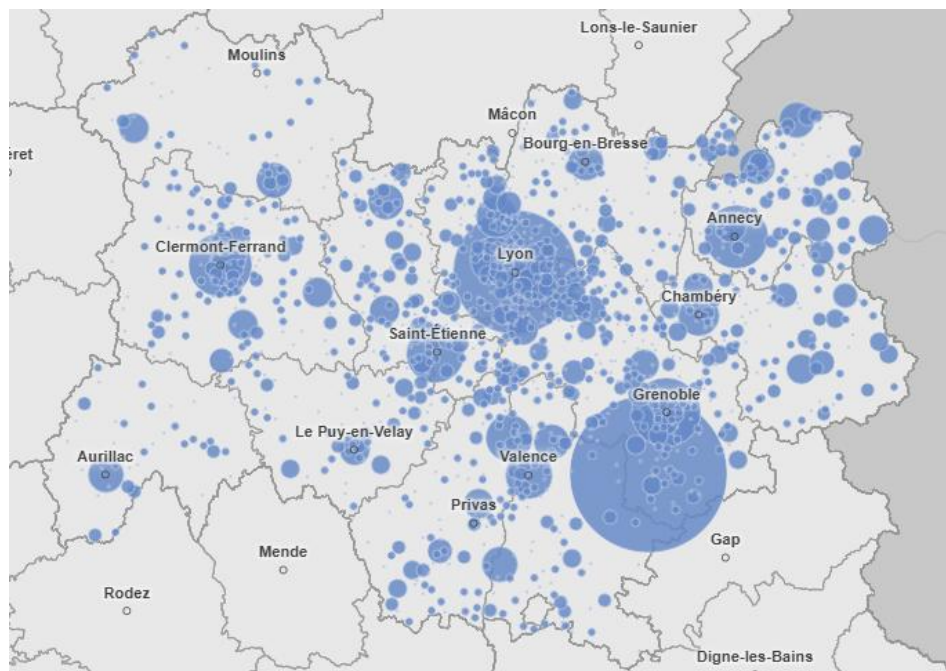 Lons-le-Saunier
Moulins
Mâcon
Bourg-en-Bresse
eret
Annecy
Clermont-Ferrand
Lyon
Chambéry
Saint-Étienne
Grenoble
Le Puy-en-Velay
Aurillac
Valence
Privas
Gap
Mende
Rodez
Digne-les-Bains